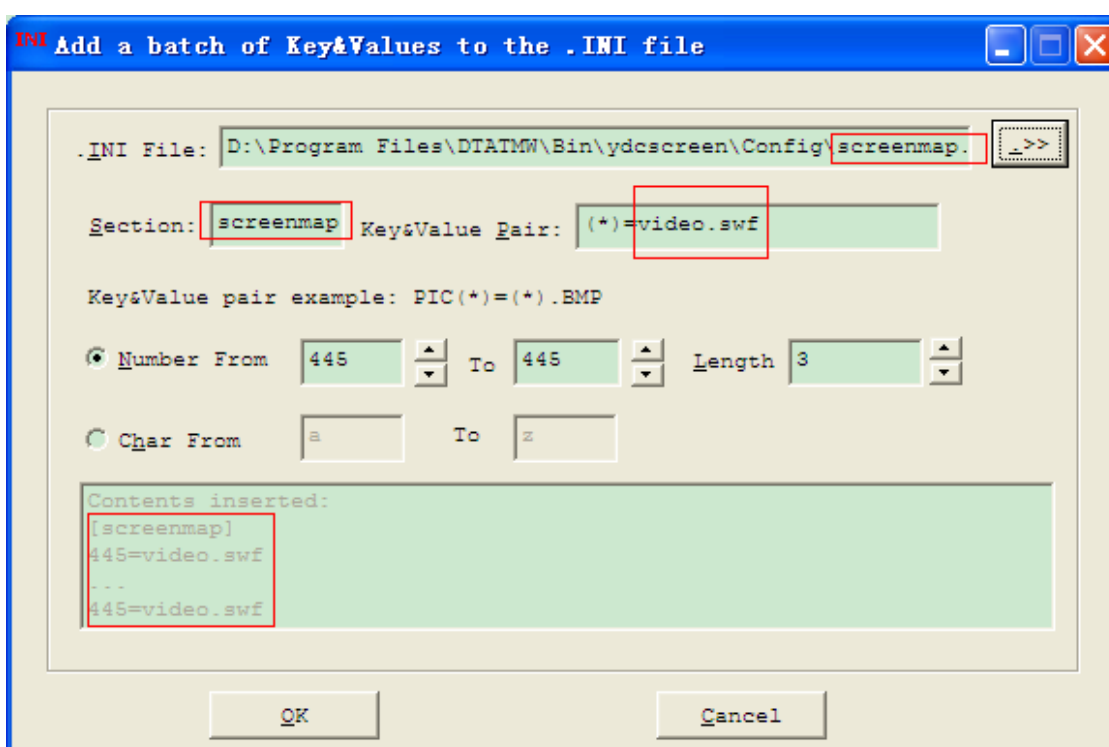 INI Add a batch of Key&Values to the .INI file
.INI File: D:\Program Files\DTATMW\Bin\ydcscreen\Config\screenmap. .>>
Section: screenmap Key&Value Pair: (*)=video.swf
Key&Value pair example: PIC(*)=(*).BMP
Number From 445 To 445 Length 3
Char From a To z
Contents inserted:
[screenmap]
445=video.swf
...
445=video.swf
OK Cancel